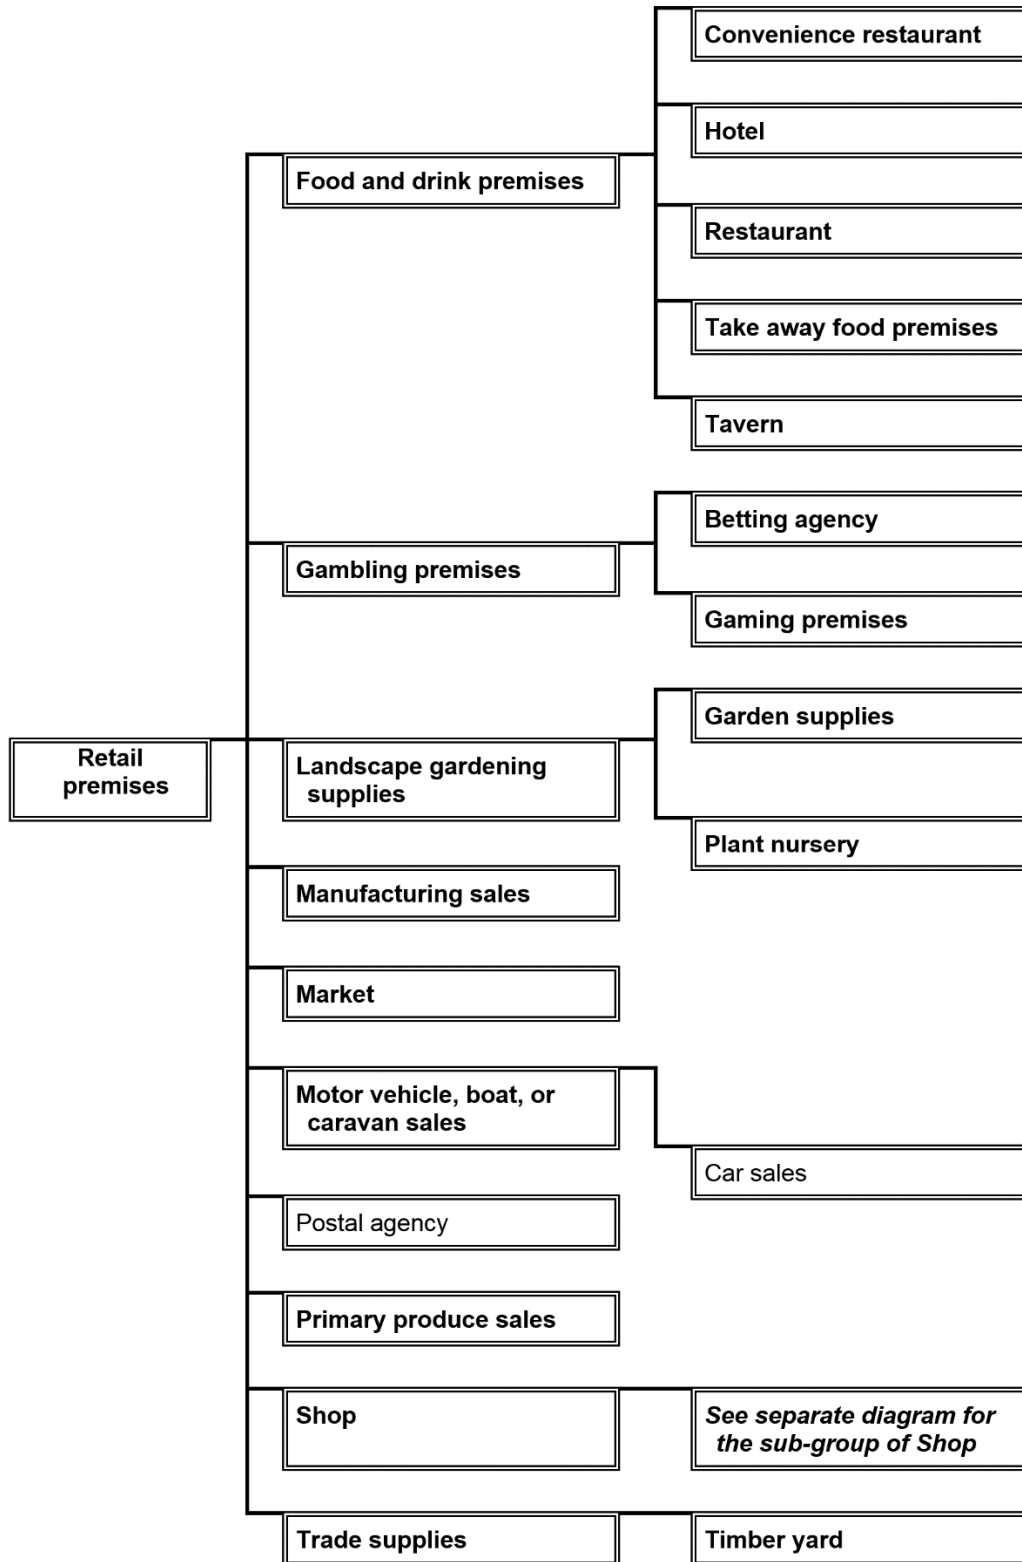 Convenience restaurant
Hotel
Food and drink premises
Restaurant
Take away food premises
Tavern
Betting agency
Gambling premises
Gaming premises
Garden supplies
Retail
premises
Landscape gardening
supplies
Plant nursery
Manufacturing sales
Market
Motor vehicle, boat, or
caravan sales
Car sales
Postal agency
Primary produce sales
Shop
See separate diagram for
the sub-group of Shop
Trade supplies
Timber yard